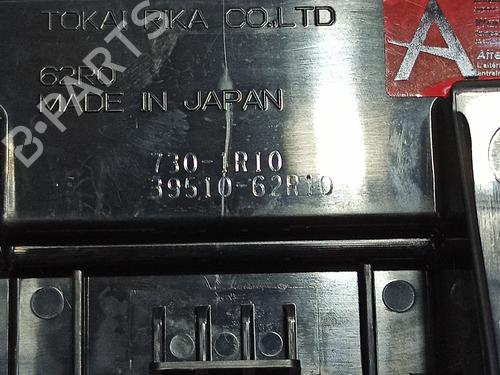 TOKAI RIKA CO.,LTD
62R0
MADE IN JAPAN
730-1R10
39510-62R10
A
B-PARTS